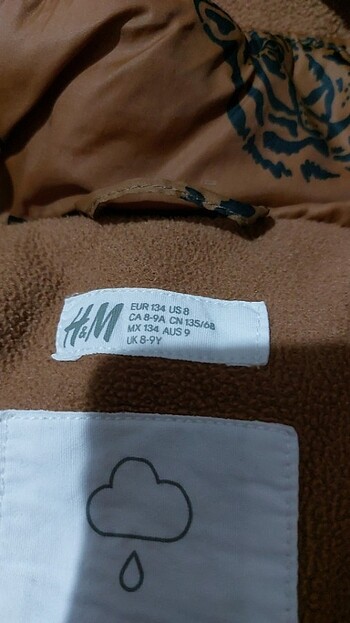 H&M
EUR 134 US 8
CA 8-9A CN 135/68
MX 134 AUS 9
UK 8-9Y